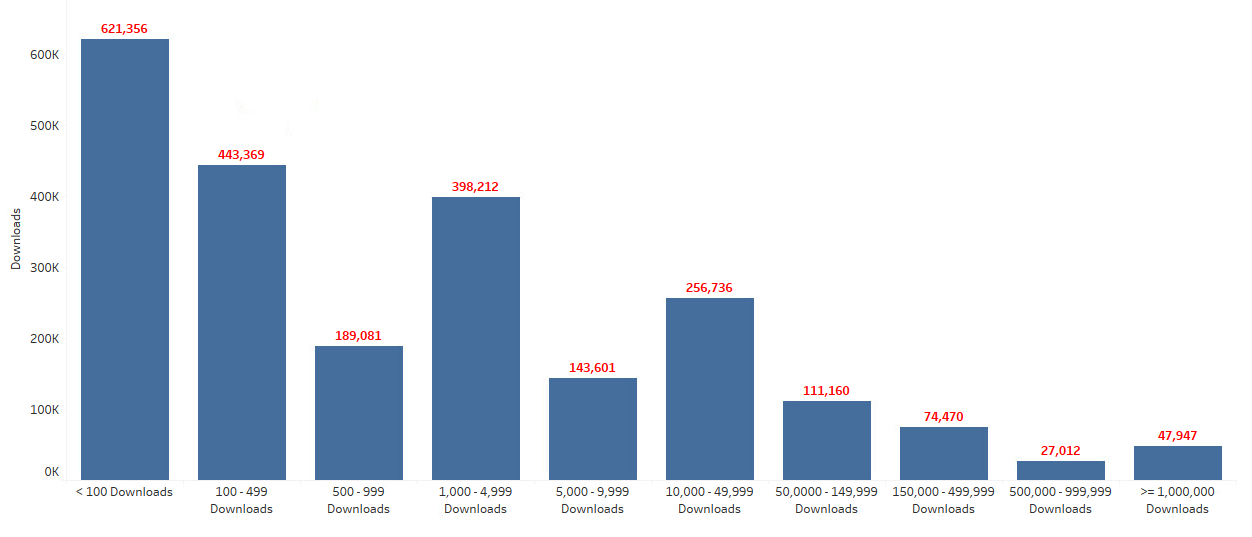 621,356
600K
500K
443,369
400K
398,212
Downloads
300K
256,736
200K
189,081
143,601
111,160
100K
74,470
47,947
27,012
0K
< 100 Downloads
100 - 499
Downloads
500 - 999
Downloads
1,000 - 4,999
Downloads
5,000 - 9,999
Downloads
10,000 - 49,999
Downloads
50,0000 - 149,999
Downloads
150,000 - 499,999
Downloads
500,000 - 999,999
Downloads
>= 1,000,000
Downloads